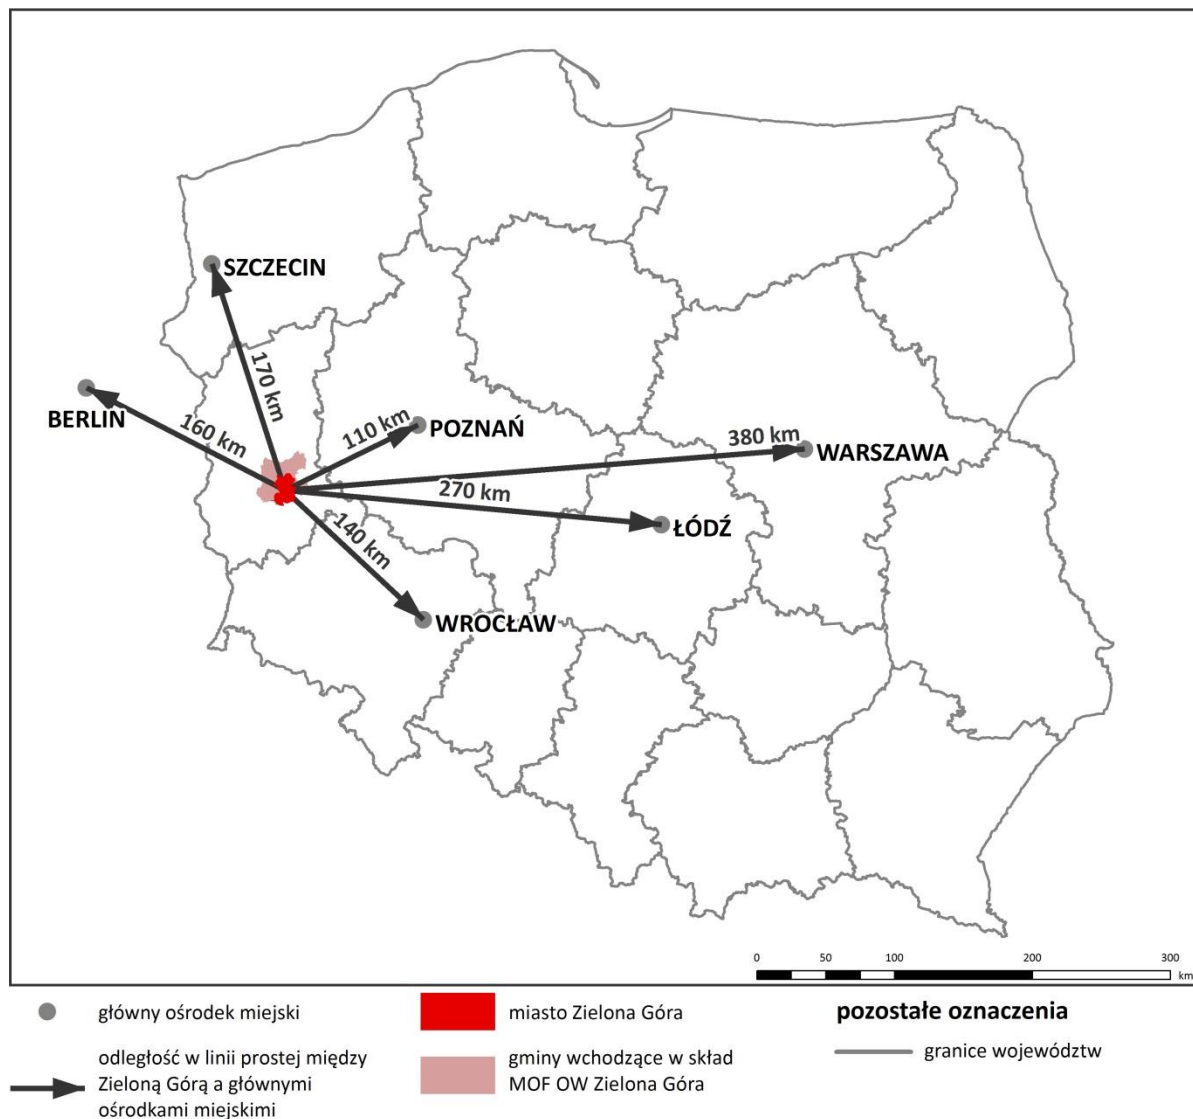 SZCZECIN
170 km
BERLIN
160 km
110 km
POZNAŃ
380 km
WARSZAWA
270 km
ŁÓDŹ
140 km
WROCŁAW
0 50 100 200 300
km
główny ośrodek miejski
odległość w linii prostej między
Zieloną Górą a głównymi
ośrodkami miejskimi
miasto Zielona Góra
gminy wchodzące w skład
MOF OW Zielona Góra
pozostałe oznaczenia
granice województw